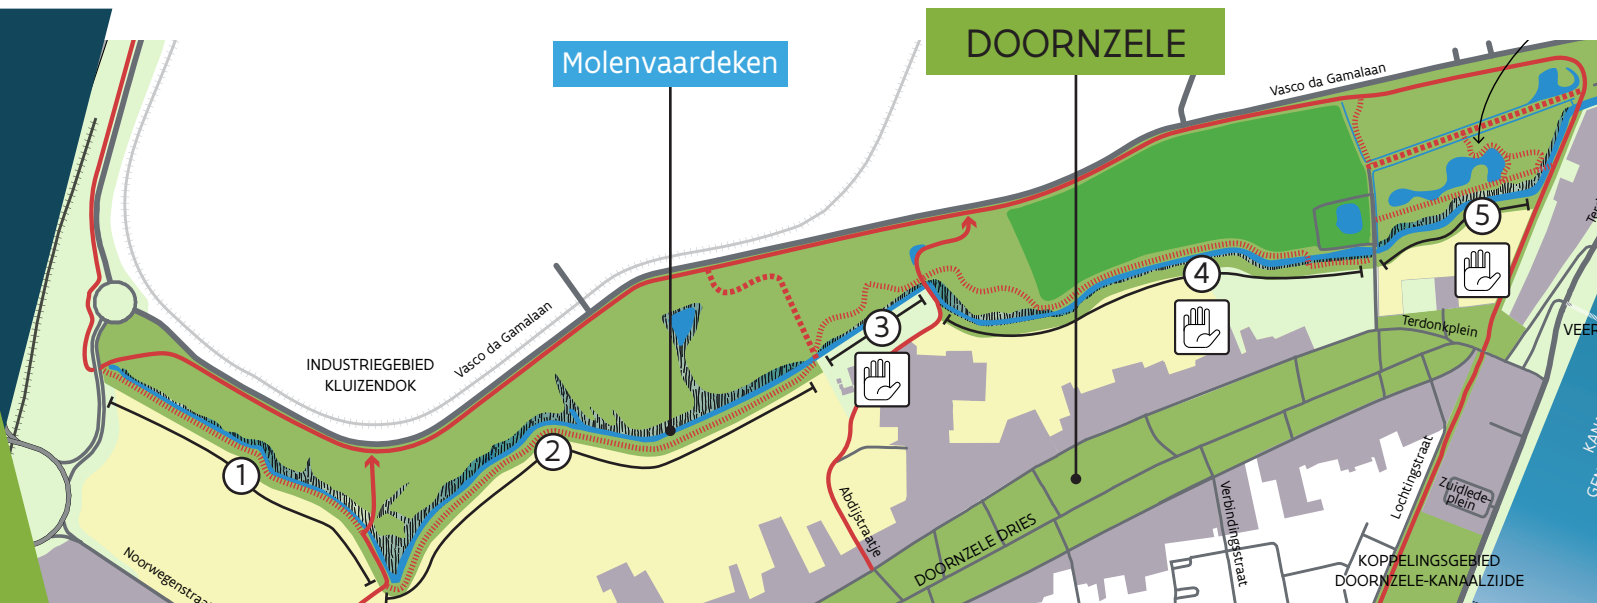 DOORNZELE
Molenvaardeken
Vasco da Gamalaan
INDUSTRIEGEBIED
KLUIZENDOK
Vasco da Gamalaan
1
2
3
4
5
Terdonkplein
Abdijstraatje
DOORNZELE DRIES
Verbindingsstraat
Lochtingstraat
Zuidlede-
plein
KOPPELINGSGEBIED
DOORNZELE-KANAALZIJDE